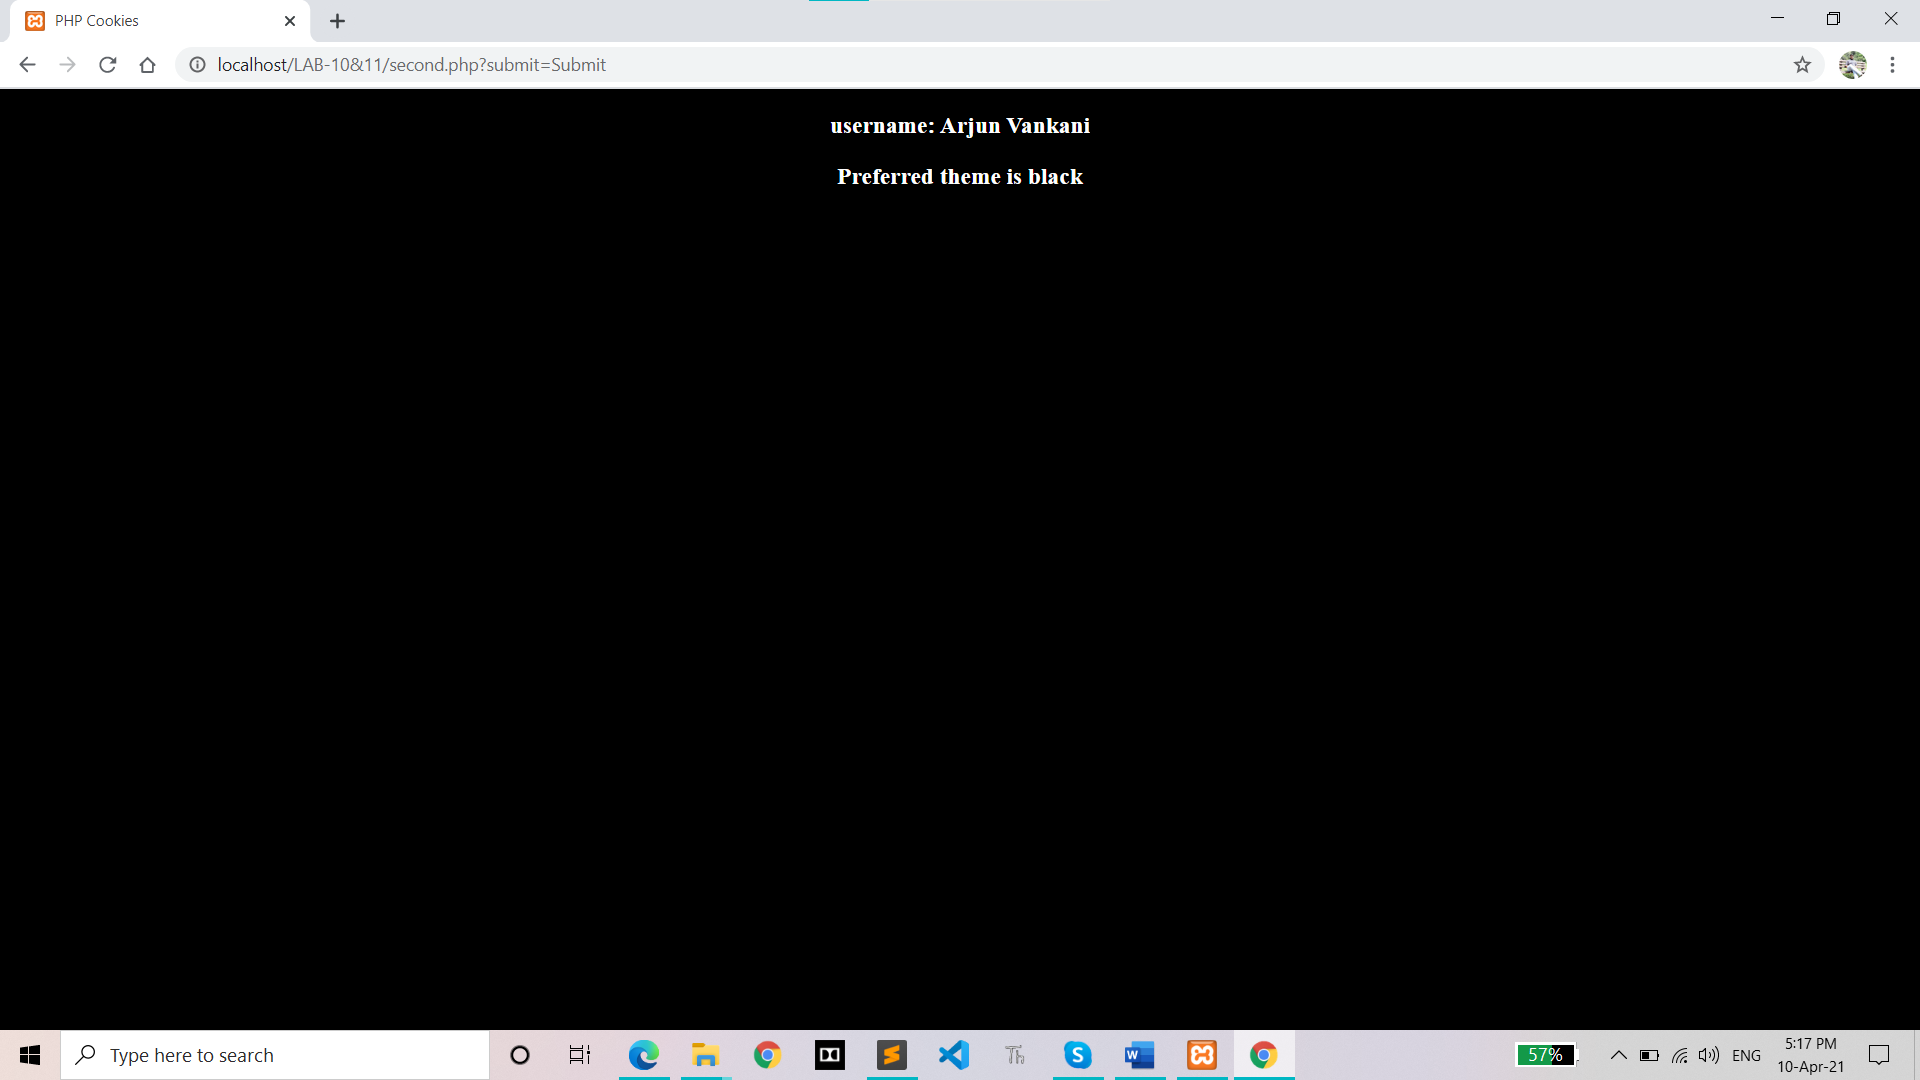 PHP Cookies
localhost/LAB-10&11/second.php?submit=Submit
username: Arjun Vankani
Preferred theme is black
Type here to search
Th
S
W
57%
ENG
5:17 PM
10-Apr-21